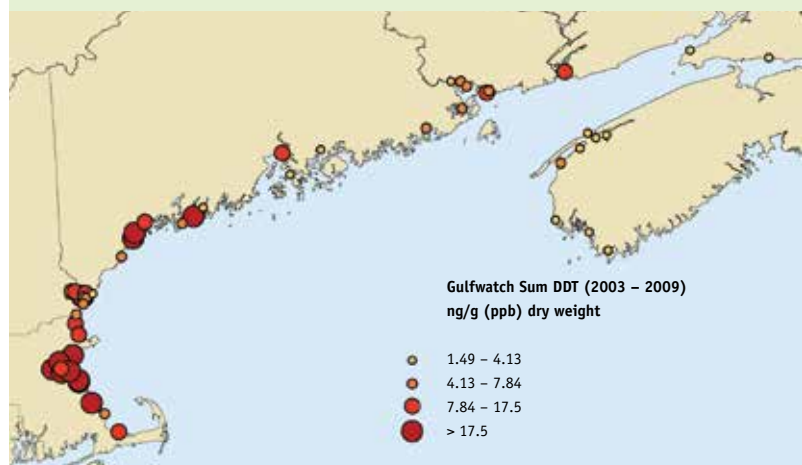 Gulfwatch Sum DDT (2003 – 2009)
ng/g (ppb) dry weight
1.49 – 4.13
4.13 – 7.84
7.84 – 17.5
> 17.5